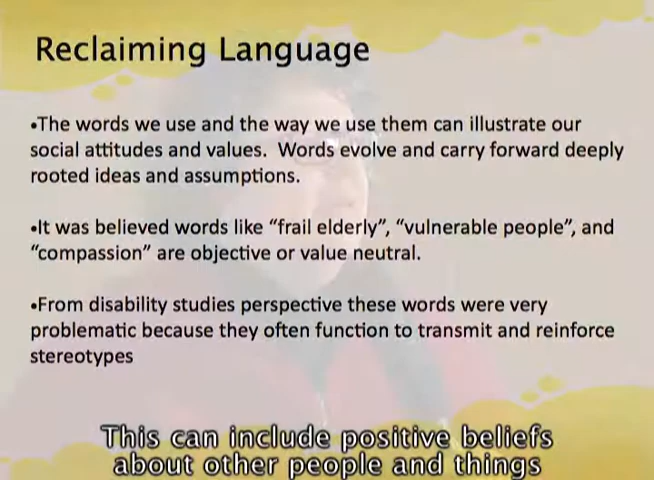 Reclaiming Language
•The words we use and the way we use them can illustrate our
social attitudes and values.  Words evolve and carry forward deeply
rooted ideas and assumptions.
•It was believed words like “frail elderly”, “vulnerable people”, and
“compassion” are objective or value neutral.
•From disability studies perspective these words were very
problematic because they often function to transmit and reinforce
stereotypes
This can include positive beliefs
about other people and things